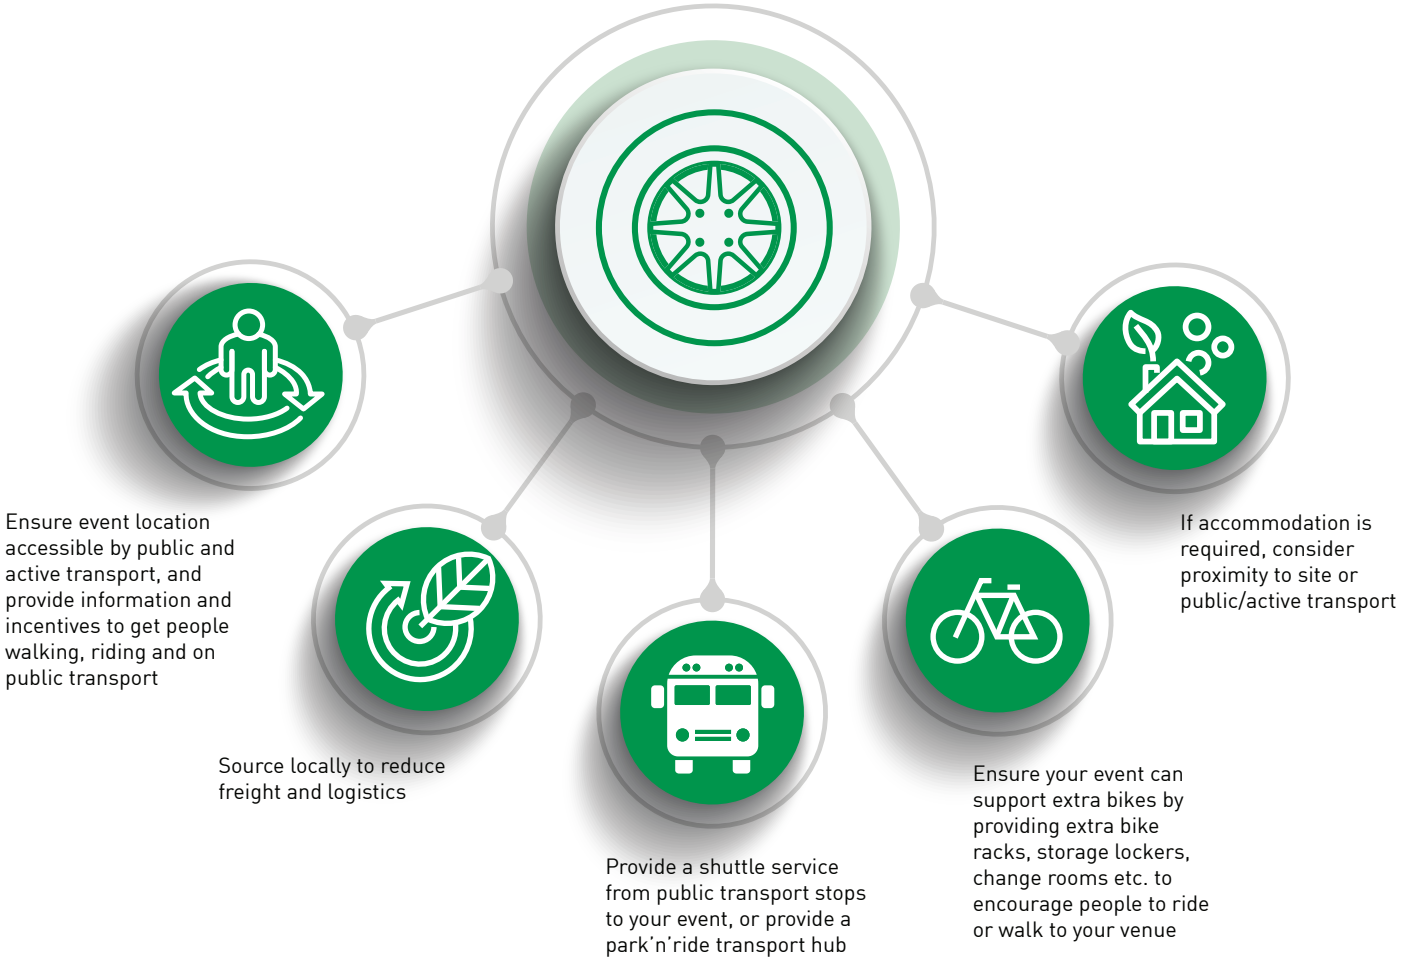 Ensure event location
accessible by public and
active transport, and
provide information and
incentives to get people
walking, riding and on
public transport
Source locally to reduce
freight and logistics
Provide a shuttle service
from public transport stops
to your event, or provide a
park’n’ride transport hub
Ensure your event can
support extra bikes by
providing extra bike
racks, storage lockers,
change rooms etc. to
encourage people to ride
or walk to your venue
If accommodation is
required, consider
proximity to site or
public/active transport